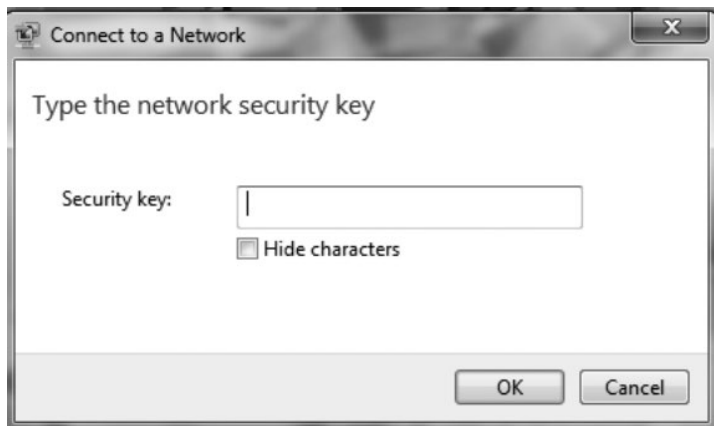 Connect to a Network
Type the network security key
Security key:
Hide characters
OK Cancel